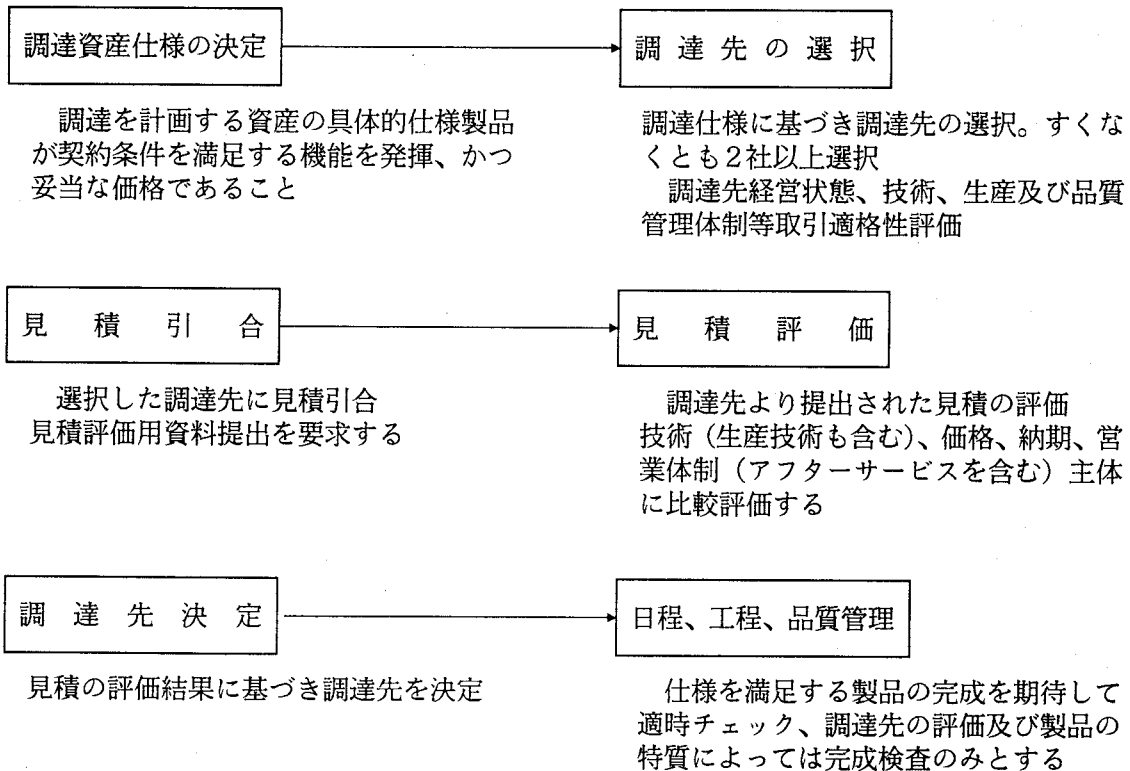 調達資産仕様の決定
調達先の選択
調達を計画する資産の具体的仕様製品
が契約条件を満足する機能を発揮、かつ
妥当な価格であること
調達仕様に基づき調達先の選択。すくな
くとも２社以上選択
調達先経営状態、技術、生産及び品質
管理体制等取引適格性評価
見積引合
見積評価
選択した調達先に見積引合
見積評価用資料提出を要求する
調達先より提出された見積の評価
技術（生産技術も含む）、価格、納期、営
業体制（アフターサービスを含む）主体
に比較評価する
調達先決定
日程、工程、品質管理
見積の評価結果に基づき調達先を決定
仕様を満足する製品の完成を期待して
適時チェック、調達先の評価及び製品の
特質によっては完成検査のみとする